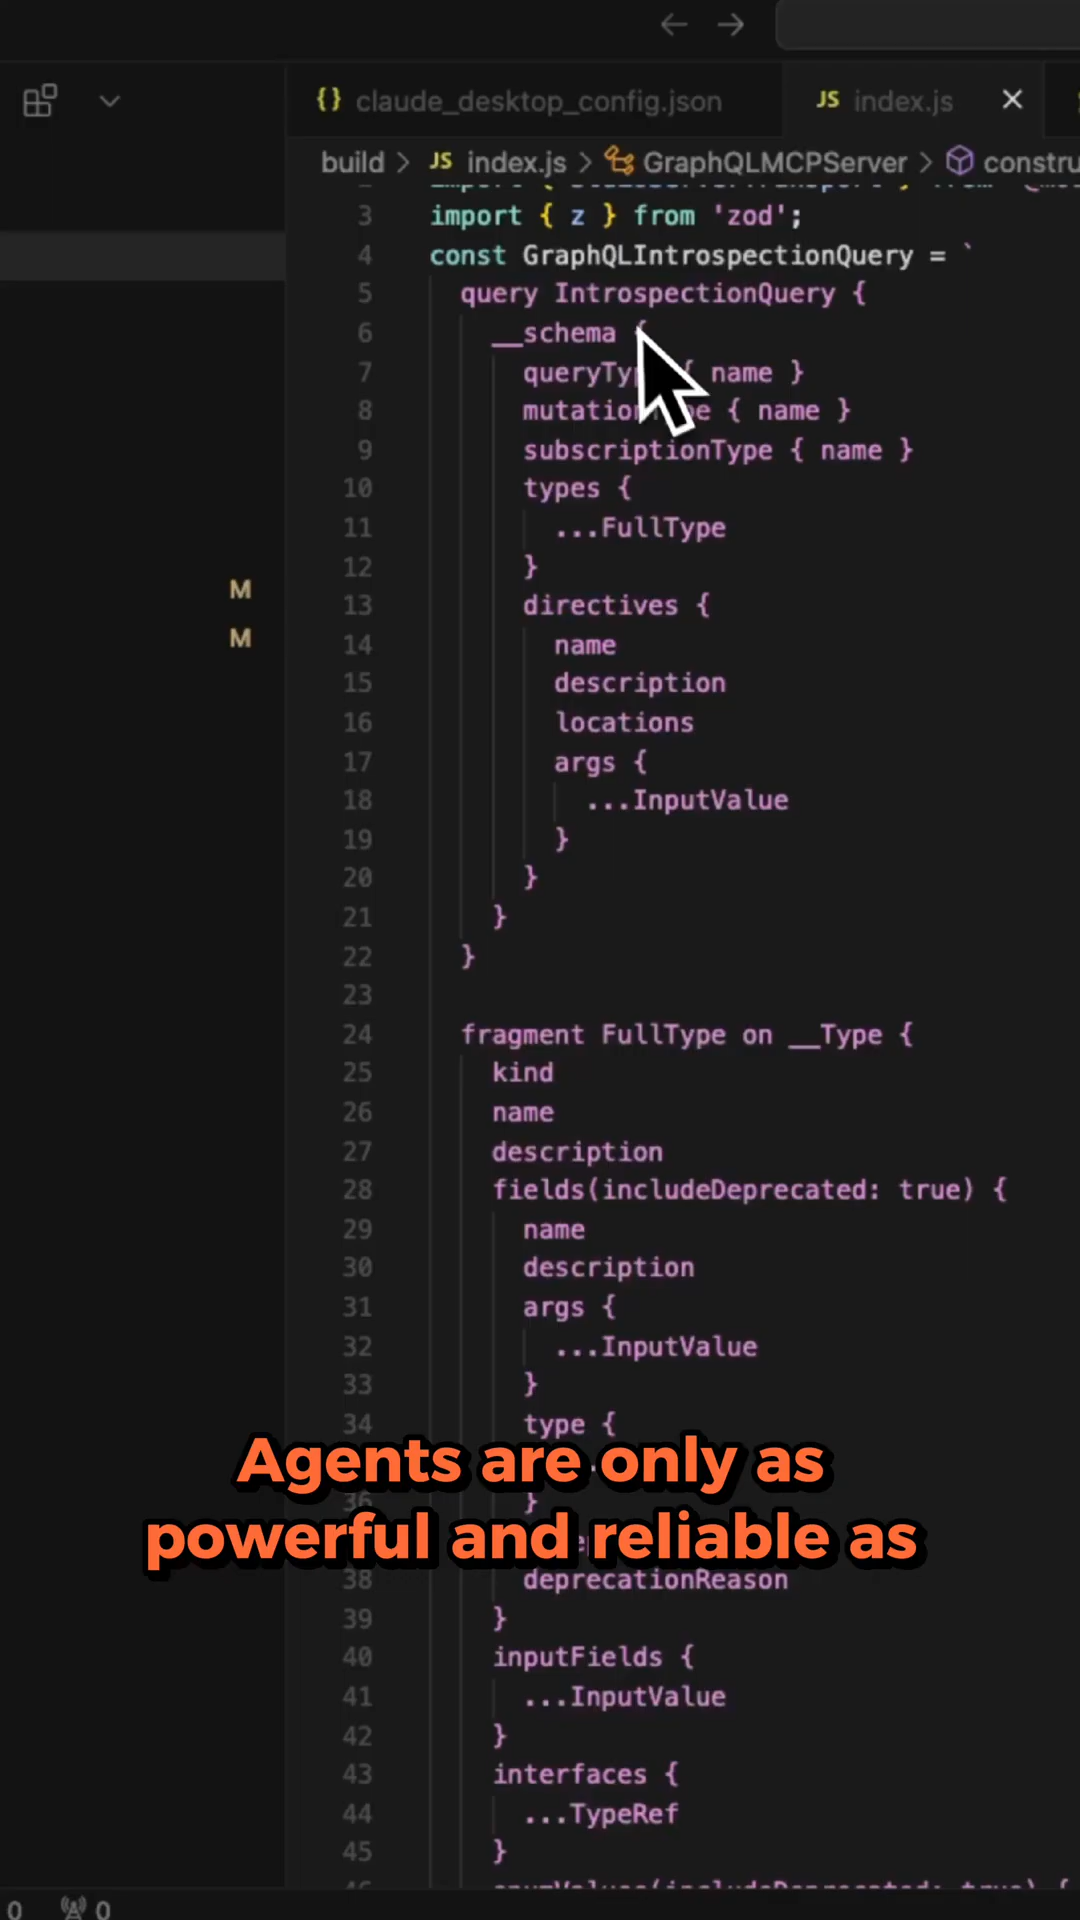 {} claude_desktop_config.json
JS index.js
build > JS index.js > GraphQLMCPServer > constru
3 import { z } from 'zod';
4 const GraphQLIntrospectionQuery = `
5 query IntrospectionQuery {
6 __schema {
7 { name }
8 { name }
9 subscriptionType { name }
10 types {
11 ...FullType
12 }
13 directives {
14 name
15 description
16 locations
17 args {
18 ...InputValue
19 }
20 }
21 }
22 }
23
24 fragment FullType on __Type {
25 kind
26 name
27 description
28 fields(includeDeprecated: true) {
29 name
30 description
31 args {
32 ...InputValue
33 }
34 type {
Agents are only as
36 }
powerful and reliable as
38 deprecationReason
39 }
40 inputFields {
41 ...InputValue
42 }
43 interfaces {
44 ...TypeRef
45 }
M
M
0 0